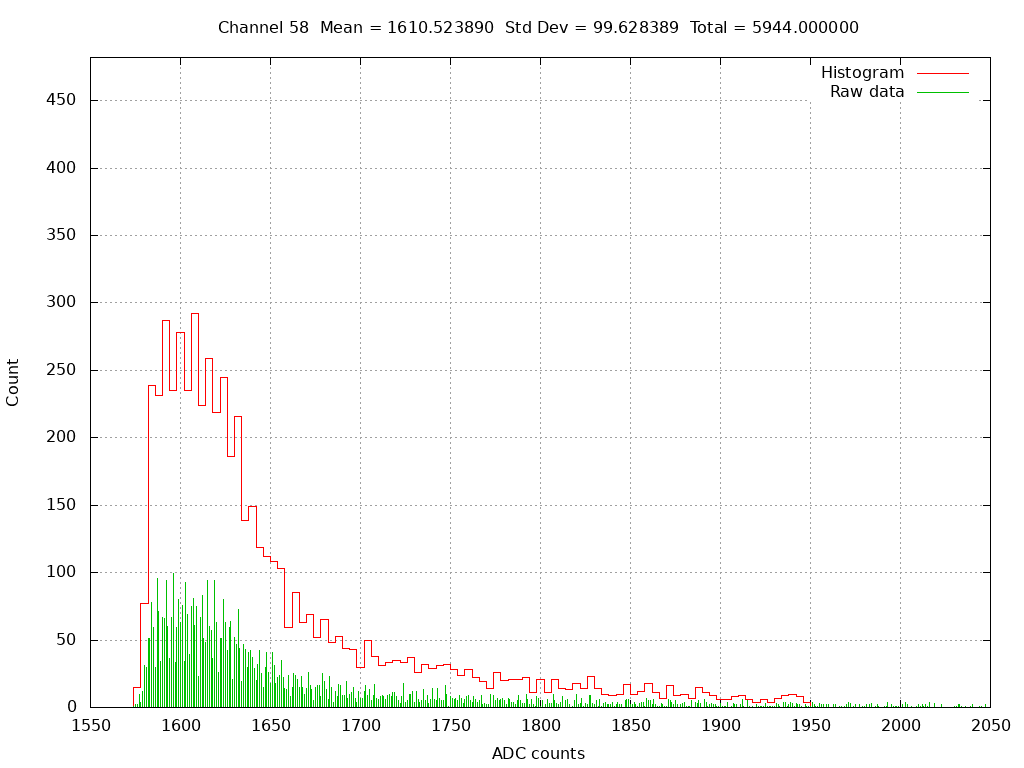 Channel 58  Mean = 1610.523890  Std Dev = 99.628389  Total = 5944.000000
Histogram
Raw data
450
400
350
300
250
200
150
100
50
0
Count
1550 1600 1650 1700 1750 1800 1850 1900 1950 2000 2050
ADC counts